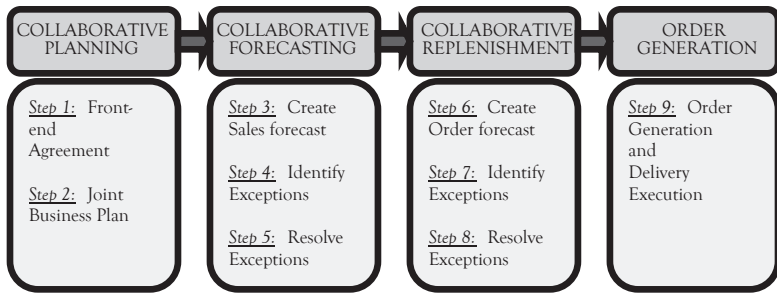 COLLABORATIVE
PLANNING
COLLABORATIVE
FORECASTING
COLLABORATIVE
REPLENISHMENT
ORDER
GENERATION
Step 1: Front-
end
Agreement
Step 2: Joint
Business Plan
Step 3: Create
Sales forecast
Step 4: Identify
Exceptions
Step 5: Resolve
Exceptions
Step 6: Create
Order forecast
Step 7: Identify
Exceptions
Step 8: Resolve
Exceptions
Step 9: Order
Generation
and
Delivery
Execution